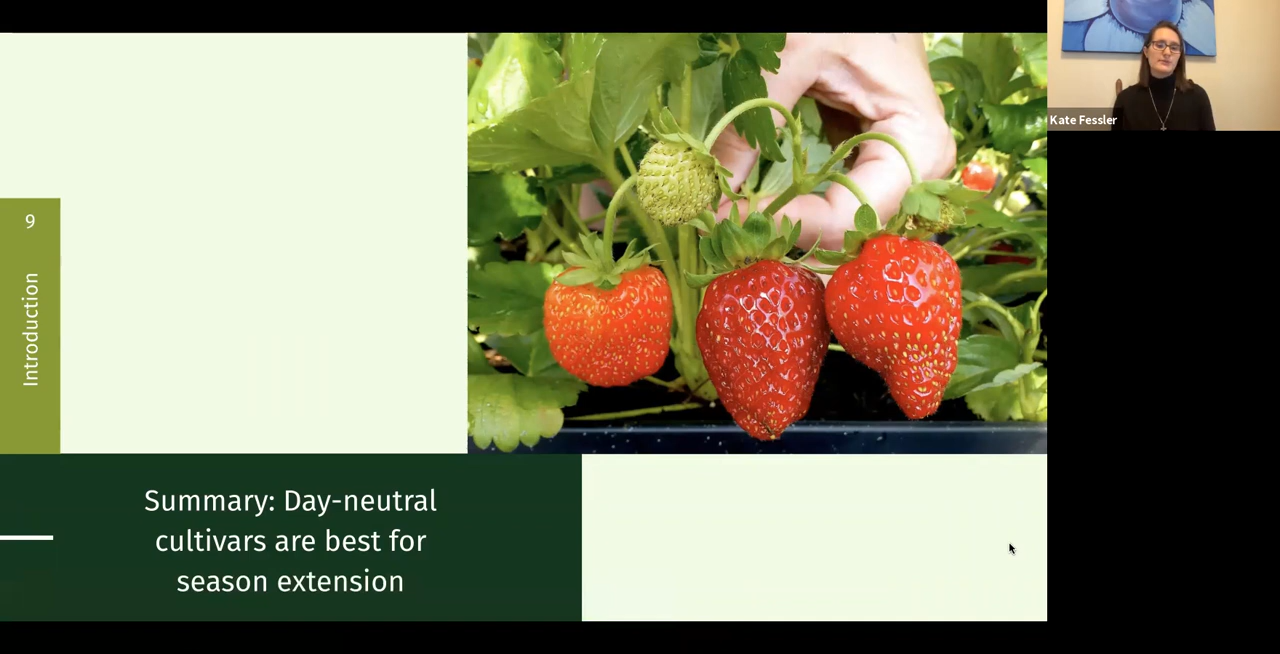 9
Introduction
Summary: Day-neutral
cultivars are best for
season extension
Kate Fessler